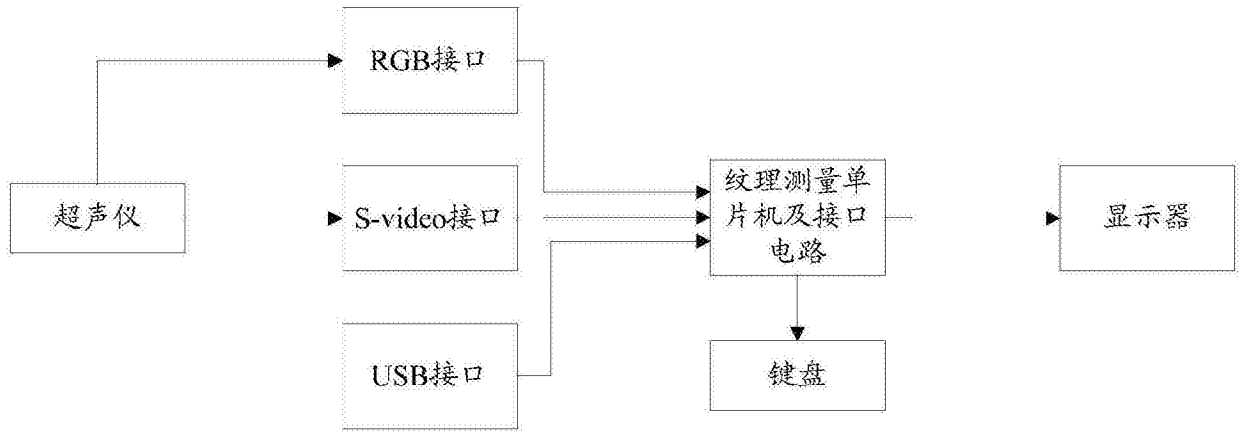 RGB接口
超声仪
S-video接口
纹理测量单
片机及接口
电路
显示器
USB接口
键盘